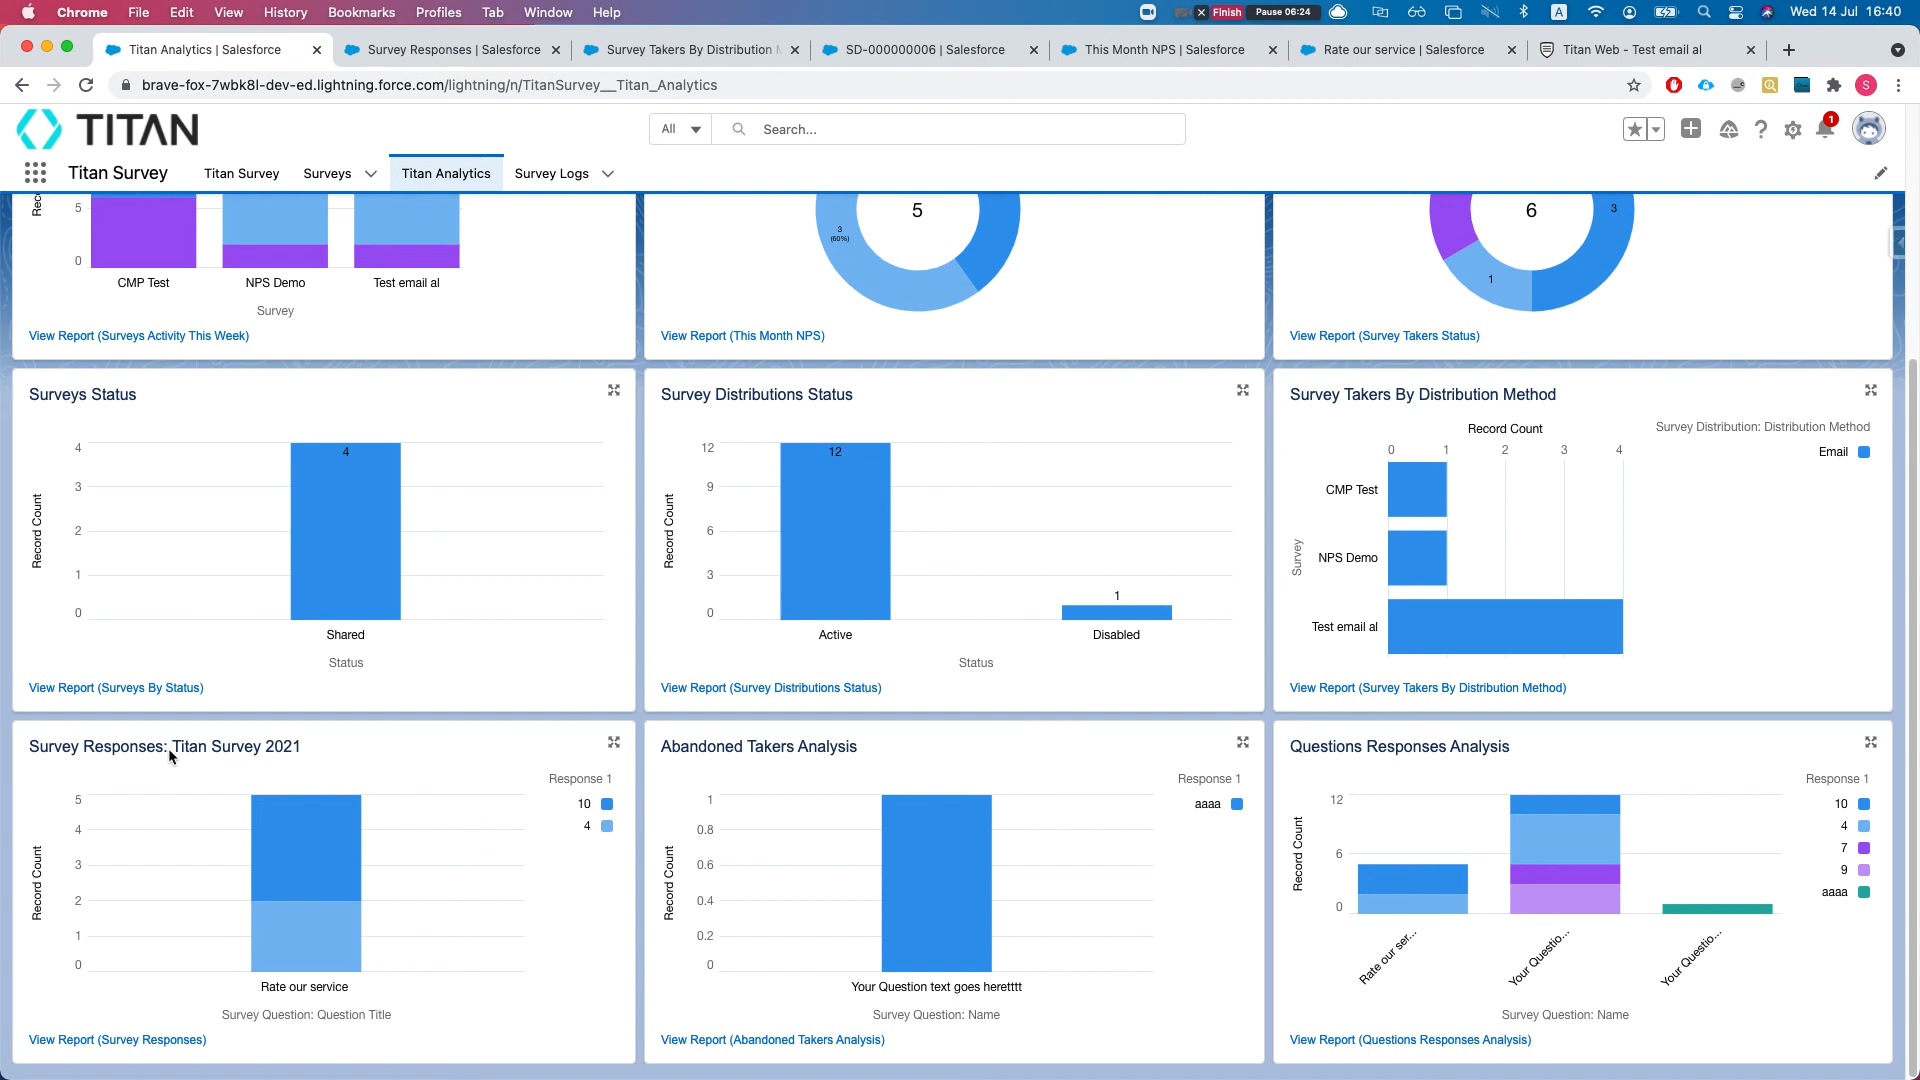 Chrome File Edit View History Bookmarks Profiles Tab Window Help Finish Pause 06:24 A Wed 14 Jul 16:40
Titan Analytics | Salesforce Survey Responses | Salesforce Survey Takers By Distribution M SD-000000006 | Salesforce This Month NPS | Salesforce Rate our service | Salesforce Titan Web - Test email al
brave-fox-7wbk8l-dev-ed.lightning.force.com/lightning/n/TitanSurvey__Titan_Analytics S
TITAN All Search... 1
Titan Survey Titan Survey Surveys Titan Analytics Survey Logs
5
0
CMP Test NPS Demo Test email al
Survey
View Report (Surveys Activity This Week)
5
3
(60%)
View Report (This Month NPS)
6
3
1
View Report (Survey Takers Status)
Surveys Status
Record Count
4
3
2
1
0
4
Shared
Status
View Report (Surveys By Status)
Survey Distributions Status
Record Count
12
9
6
3
0
12
1
Active Disabled
Status
View Report (Survey Distributions Status)
Survey Takers By Distribution Method
Record Count
Survey Distribution: Distribution Method
Email
0 1 2 3 4
Survey
CMP Test
NPS Demo
Test email al
View Report (Survey Takers By Distribution Method)
Survey Responses: Titan Survey 2021
Response 1
10
4
Record Count
5
4
3
2
1
0
Rate our service
Survey Question: Question Title
View Report (Survey Responses)
Abandoned Takers Analysis
Response 1
aaaa
Record Count
1
0.8
0.6
0.4
0.2
0
Your Question text goes heretttt
Survey Question: Name
View Report (Abandoned Takers Analysis)
Questions Responses Analysis
Response 1
10
4
7
9
aaaa
Record Count
12
6
0
Rate our ser... Your Questio... Your Questio...
Survey Question: Name
View Report (Questions Responses Analysis)